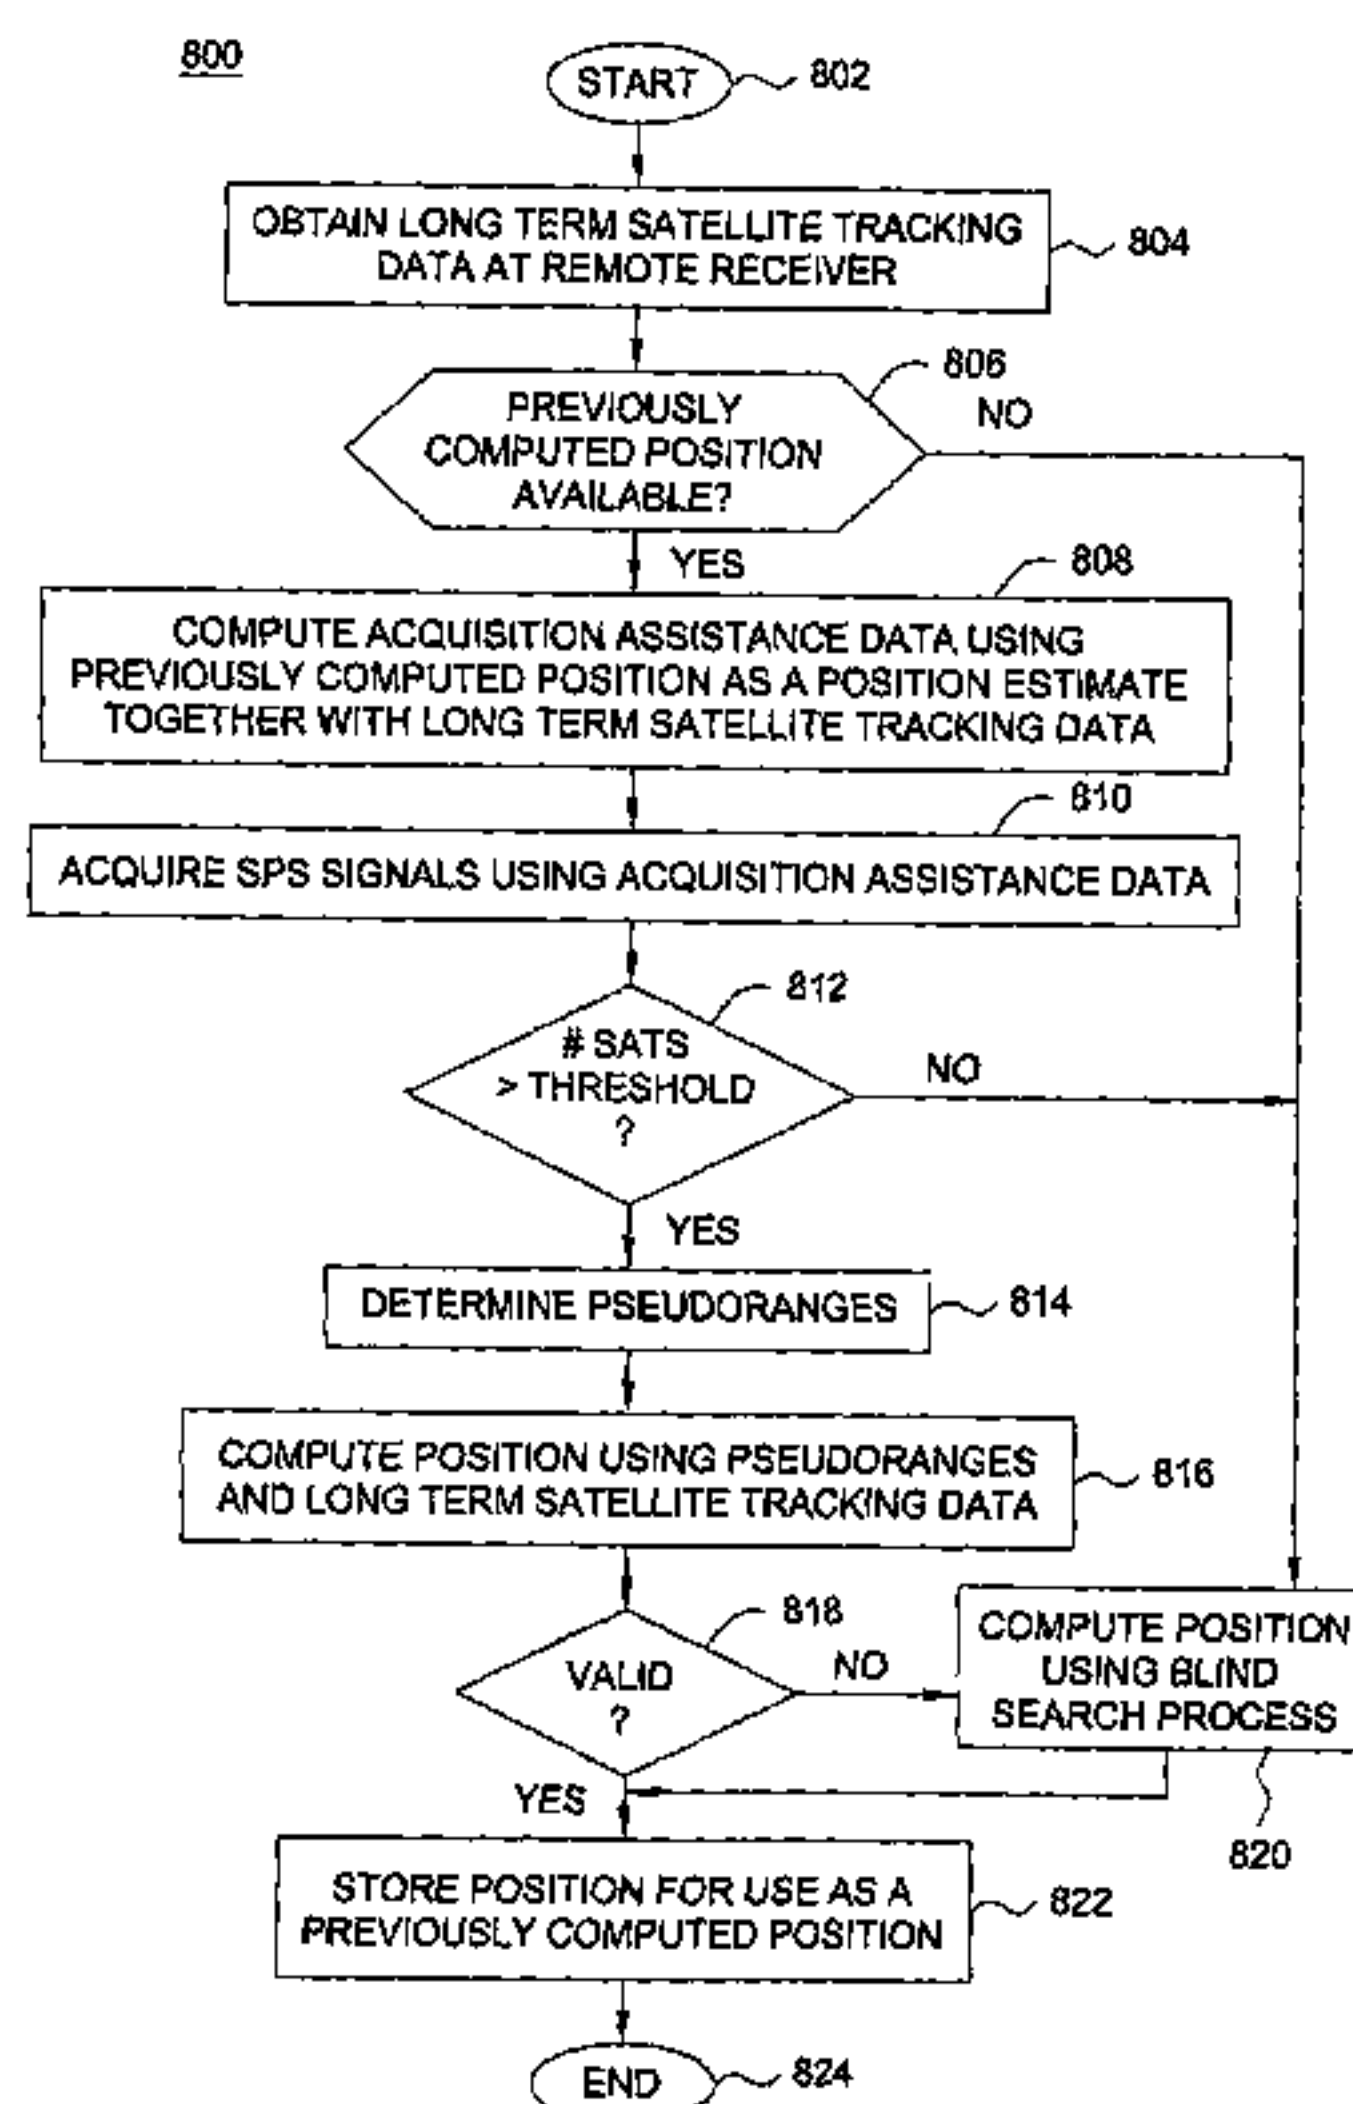 800
START
802
OBTAIN LONG TERM SATELLITE TRACKING
DATA AT REMOTE RECEIVER
804
806
PREVIOUSLY
COMPUTED POSITION
AVAILABLE?
NO
YES
808
COMPUTE ACQUISITION ASSISTANCE DATA USING
PREVIOUSLY COMPUTED POSITION AS A POSITION ESTIMATE
TOGETHER WITH LONG TERM SATELLITE TRACKING DATA
810
ACQUIRE SPS SIGNALS USING ACQUISITION ASSISTANCE DATA
812
# SATS
> THRESHOLD
?
NO
YES
DETERMINE PSEUDORANGES
814
COMPUTE POSITION USING PSEUDORANGES
AND LONG TERM SATELLITE TRACKING DATA
816
818
VALID
?
NO
COMPUTE POSITION
USING BLIND
SEARCH PROCESS
820
YES
STORE POSITION FOR USE AS A
PREVIOUSLY COMPUTED POSITION
822
END
824